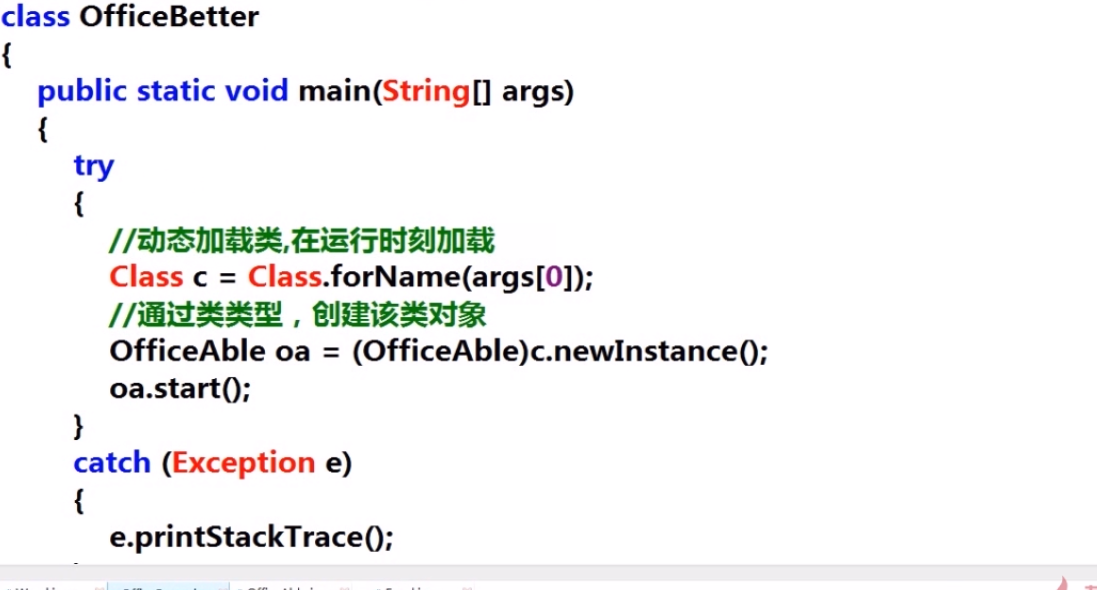 class OfficeBetter
{
public static void main(String[] args)
{
try
{
//动态加载类,在运行时刻加载
Class c = Class.forName(args[0]);
//通过类类型，创建该类对象
OfficeAble oa = (OfficeAble)c.newInstance();
oa.start();
}
catch (Exception e)
{
e.printStackTrace();